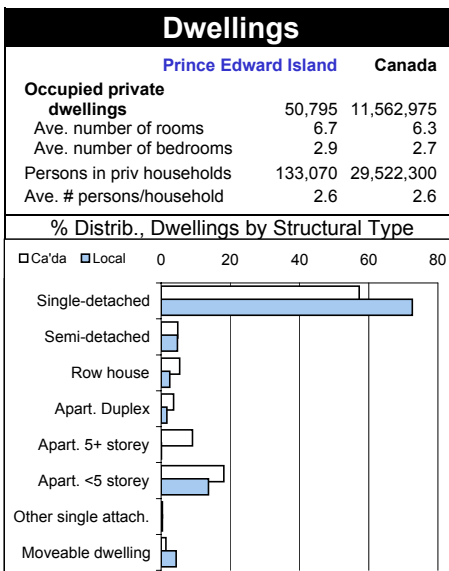 Dwellings
Prince Edward Island Canada
Occupied private
dwellings 50,795 11,562,975
Ave. number of rooms 6.7 6.3
Ave. number of bedrooms 2.9 2.7
Persons in priv households 133,070 29,522,300
Ave. # persons/household 2.6 2.6
% Distrib., Dwellings by Structural Type
Ca'da Local 0 20 40 60 80
Single-detached
Semi-detached
Row house
Apart. Duplex
Apart. 5+ storey
Apart. <5 storey
Other single attach.
Moveable dwelling